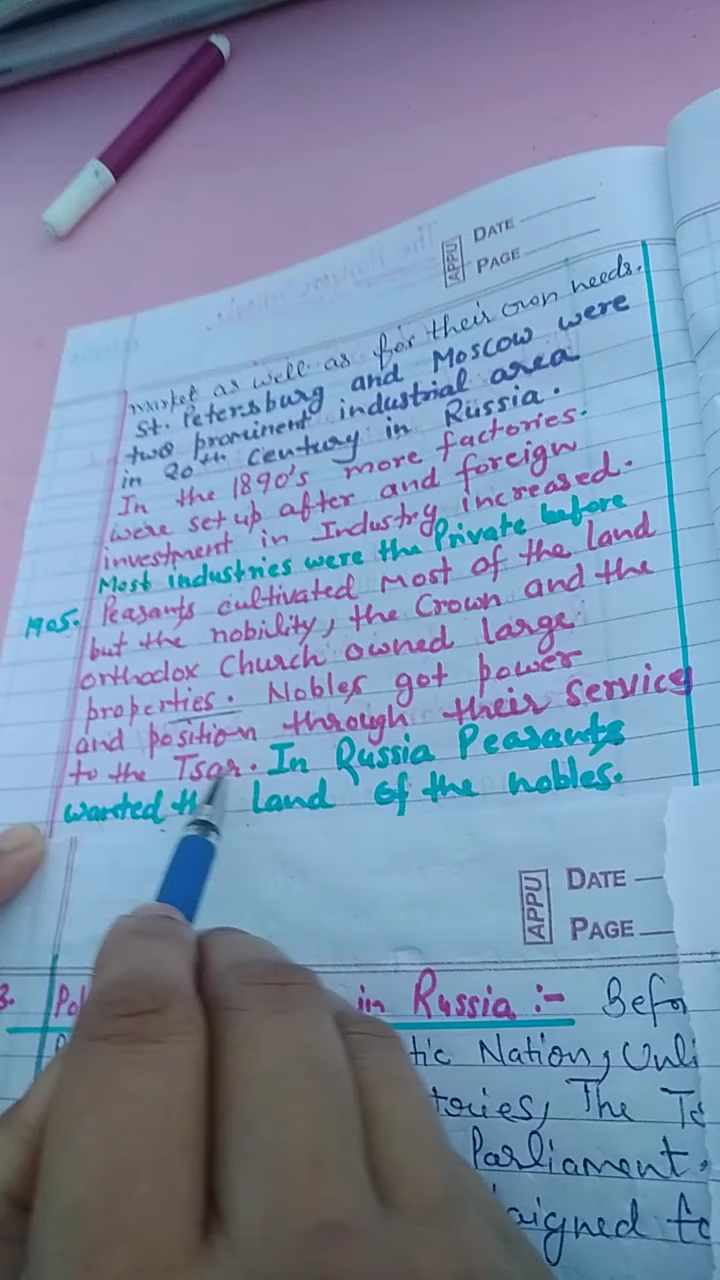 APPU
DATE
PAGE
market as well as for their own needs.
St. Petersburg and Moscow were
two prominent industrial area
in 20th Century in Russia.
In the 1890's more factories.
were set up after and foreign
investment in Industry increased.
Most industries were the Private before
1905. Peasants cultivated most of the land
but the nobility, the Crown and the
orthodox Church owned large
properties. Nobles got power
and position through their service
to the Tsar. In Russia Peasants
wanted the land of the nobles.
APPU
DATE
PAGE
3. in Russia :- Befo
Nation, Unli
The
Parliament.